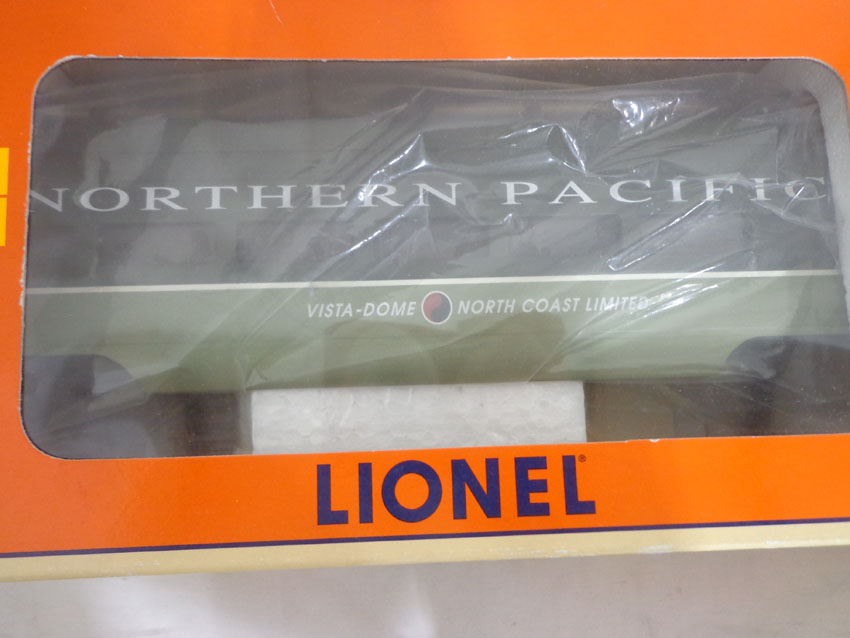 NORTHERN PACIFIC
VISTA-DOME NORTH COAST LIMITED
LIONEL®